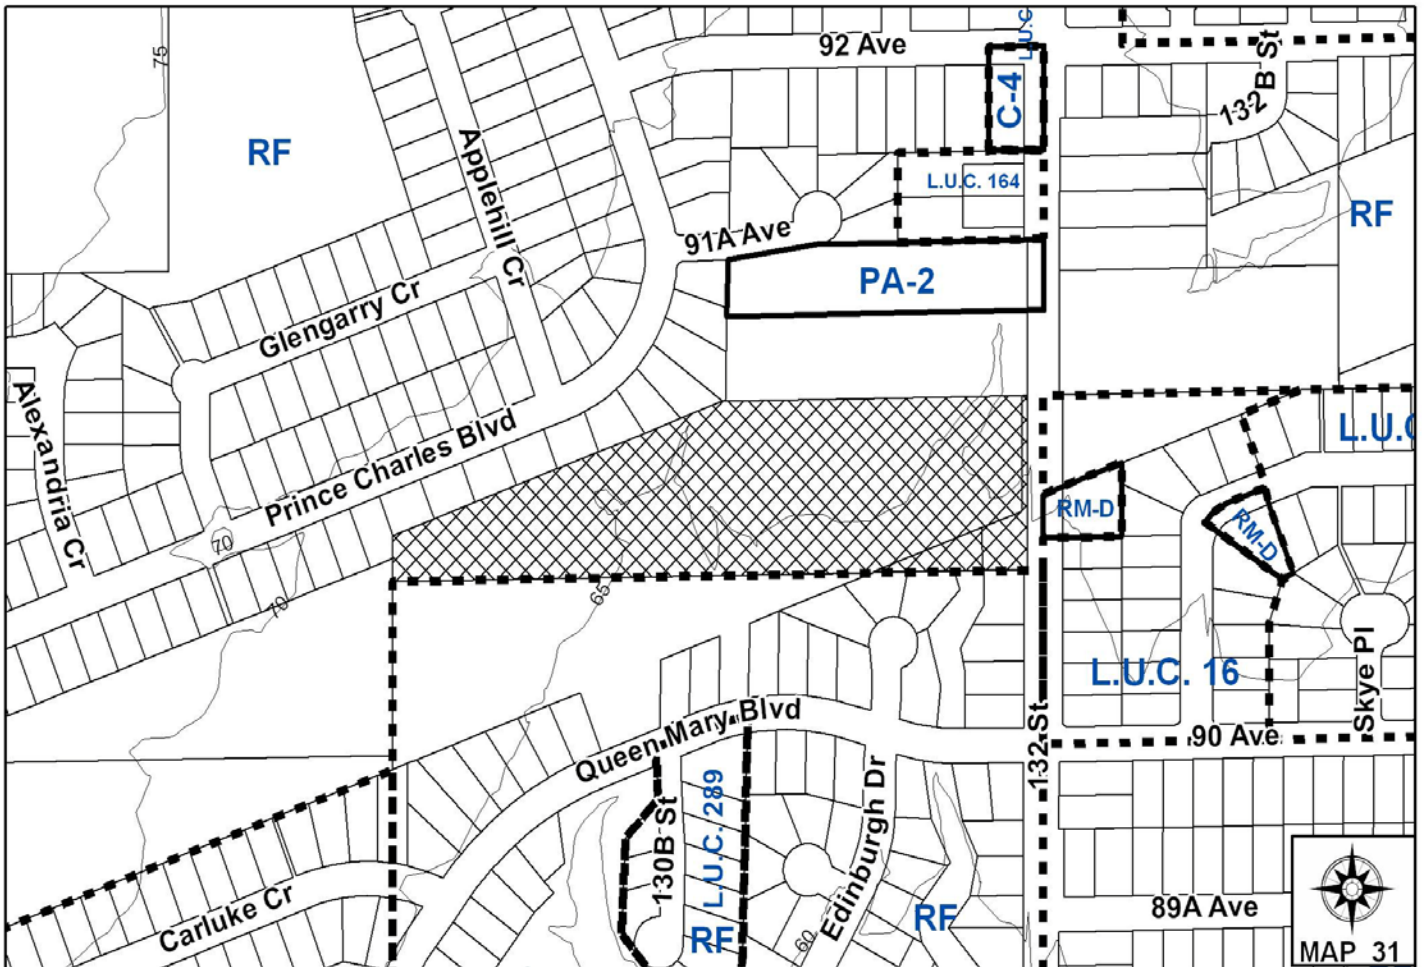 92 Ave
L.U.C
75
C-4
132 B St
RF
Applehill Cr
L.U.C. 164
RF
91A Ave
PA-2
Glengarry Cr
Alexandria Cr
Prince Charles Blvd
L.U.C
RM-D
RM-D
70
70
65
L.U.C. 16
Skye Pl
Queen Mary Blvd
132 St
90 Ave
L.U.C. 289
130B St
Edinburgh Dr
Carluke Cr
89A Ave
RF
RF
60
MAP 31